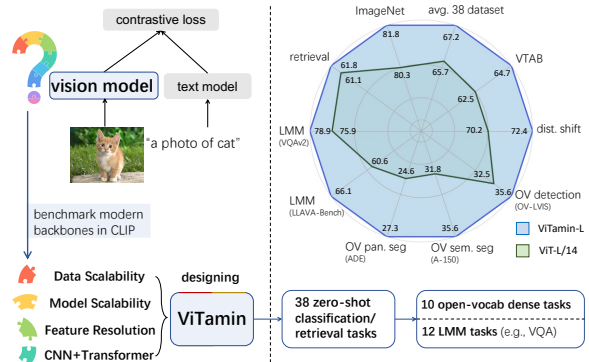 contrastive loss
vision model
text model
"a photo of cat"
benchmark modern
backbones in CLIP
Data Scalability
Model Scalability
Feature Resolution
CNN+Transformer
designing
ViTamin
ImageNet
avg. 38 dataset
retrieval
VTAB
LMM
(VQAv2)
dist. shift
LMM
(LLAVA-Bench)
OV detection
(OV-LVIS)
OV pan. seg
(ADE)
OV sem. seg
(A-150)
81.8
67.2
61.8
61.1
80.3
65.7
64.7
62.5
78.9
75.9
70.2
72.4
60.6
24.6
31.8
32.5
35.6
66.1
27.3
35.6
ViTamin-L
ViT-L/14
38 zero-shot
classification/
retrieval tasks
10 open-vocab dense tasks
12 LMM tasks (e.g., VQA)